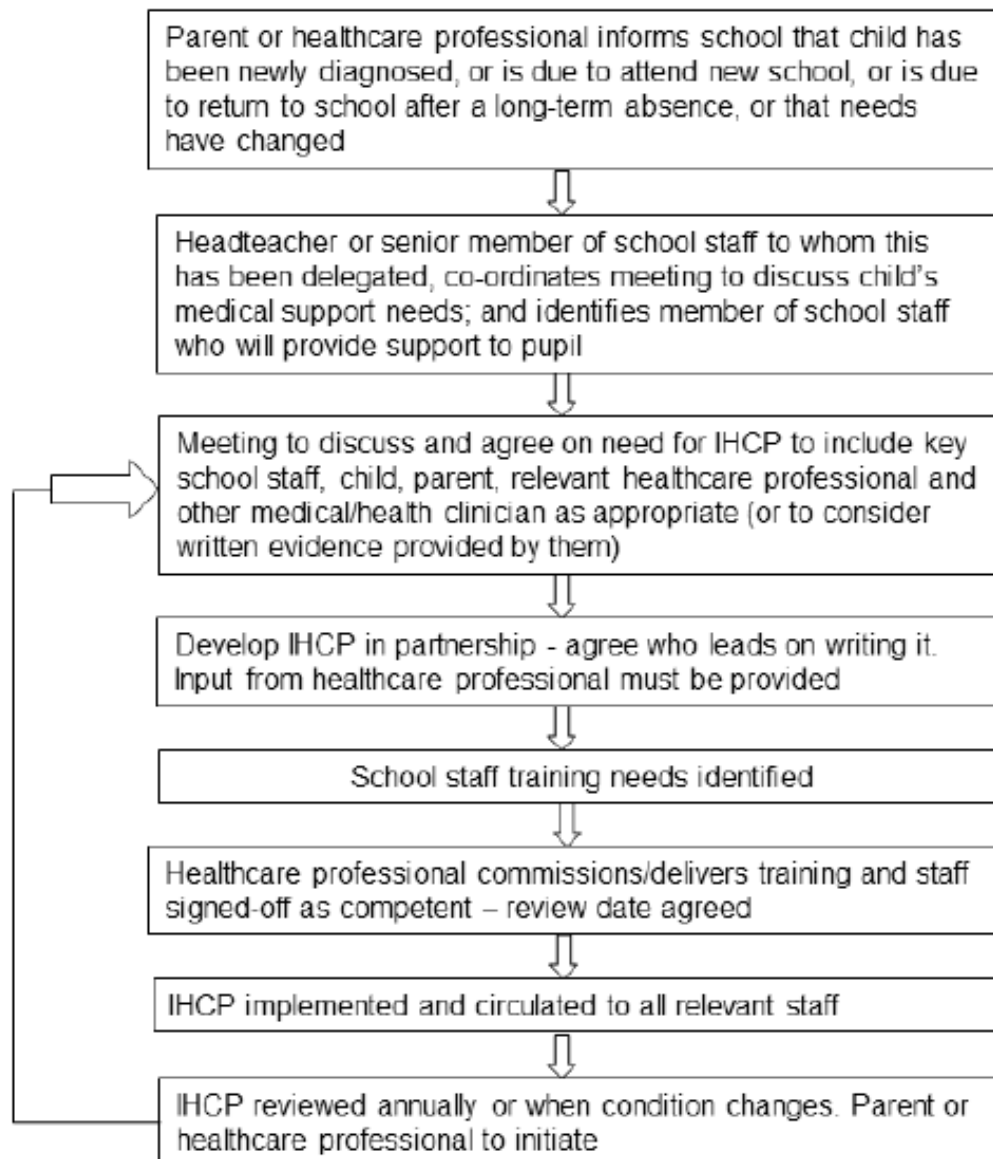 Parent or healthcare professional informs school that child has
been newly diagnosed, or is due to attend new school, or is due
to return to school after a long-term absence, or that needs
have changed
Headteacher or senior member of school staff to whom this
has been delegated, co-ordinates meeting to discuss child's
medical support needs; and identifies member of school staff
who will provide support to pupil
Meeting to discuss and agree on need for IHCP to include key
school staff, child, parent, relevant healthcare professional and
other medical/health clinician as appropriate (or to consider
written evidence provided by them)
Develop IHCP in partnership - agree who leads on writing it.
Input from healthcare professional must be provided
School staff training needs identified
Healthcare professional commissions/delivers training and staff
signed-off as competent – review date agreed
IHCP implemented and circulated to all relevant staff
IHCP reviewed annually or when condition changes. Parent or
healthcare professional to initiate